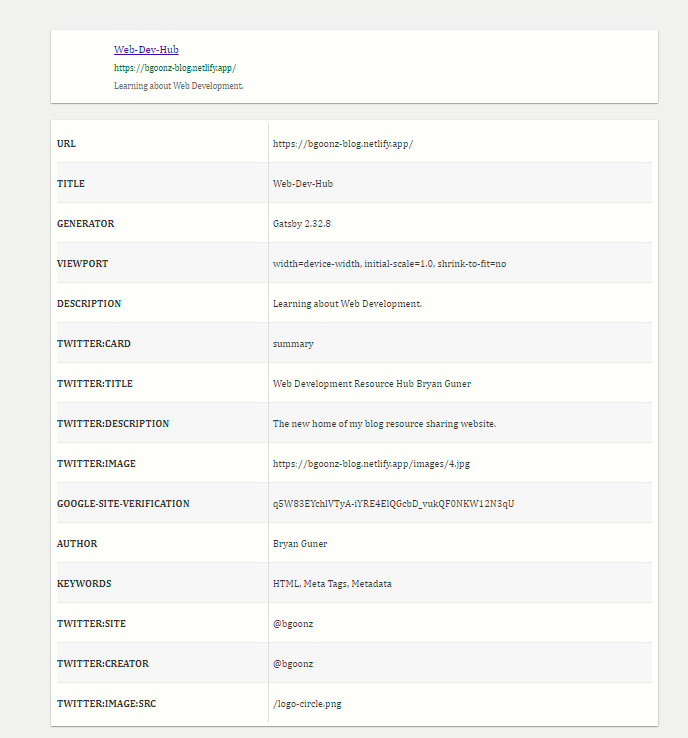 Web-Dev-Hub
https://bgoonz-blog.netlify.app/
Learning about Web Development.
URL https://bgoonz-blog.netlify.app/
TITLE Web-Dev-Hub
GENERATOR Gatsby 2.32.8
VIEWPORT width=device-width, initial-scale=1.0, shrink-to-fit=no
DESCRIPTION Learning about Web Development.
TWITTER:CARD summary
TWITTER:TITLE Web Development Resource Hub Bryan Guner
TWITTER:DESCRIPTION The new home of my blog resource sharing website.
TWITTER:IMAGE https://bgoonz-blog.netlify.app/images/4.jpg
GOOGLE-SITE-VERIFICATION q5W83EYchlVTyA-iYRE4ElQGcbD_vukQF0NKW12N3qU
AUTHOR Bryan Guner
KEYWORDS HTML, Meta Tags, Metadata
TWITTER:SITE @bgoonz
TWITTER:CREATOR @bgoonz
TWITTER:IMAGE:SRC /logo-circle.png